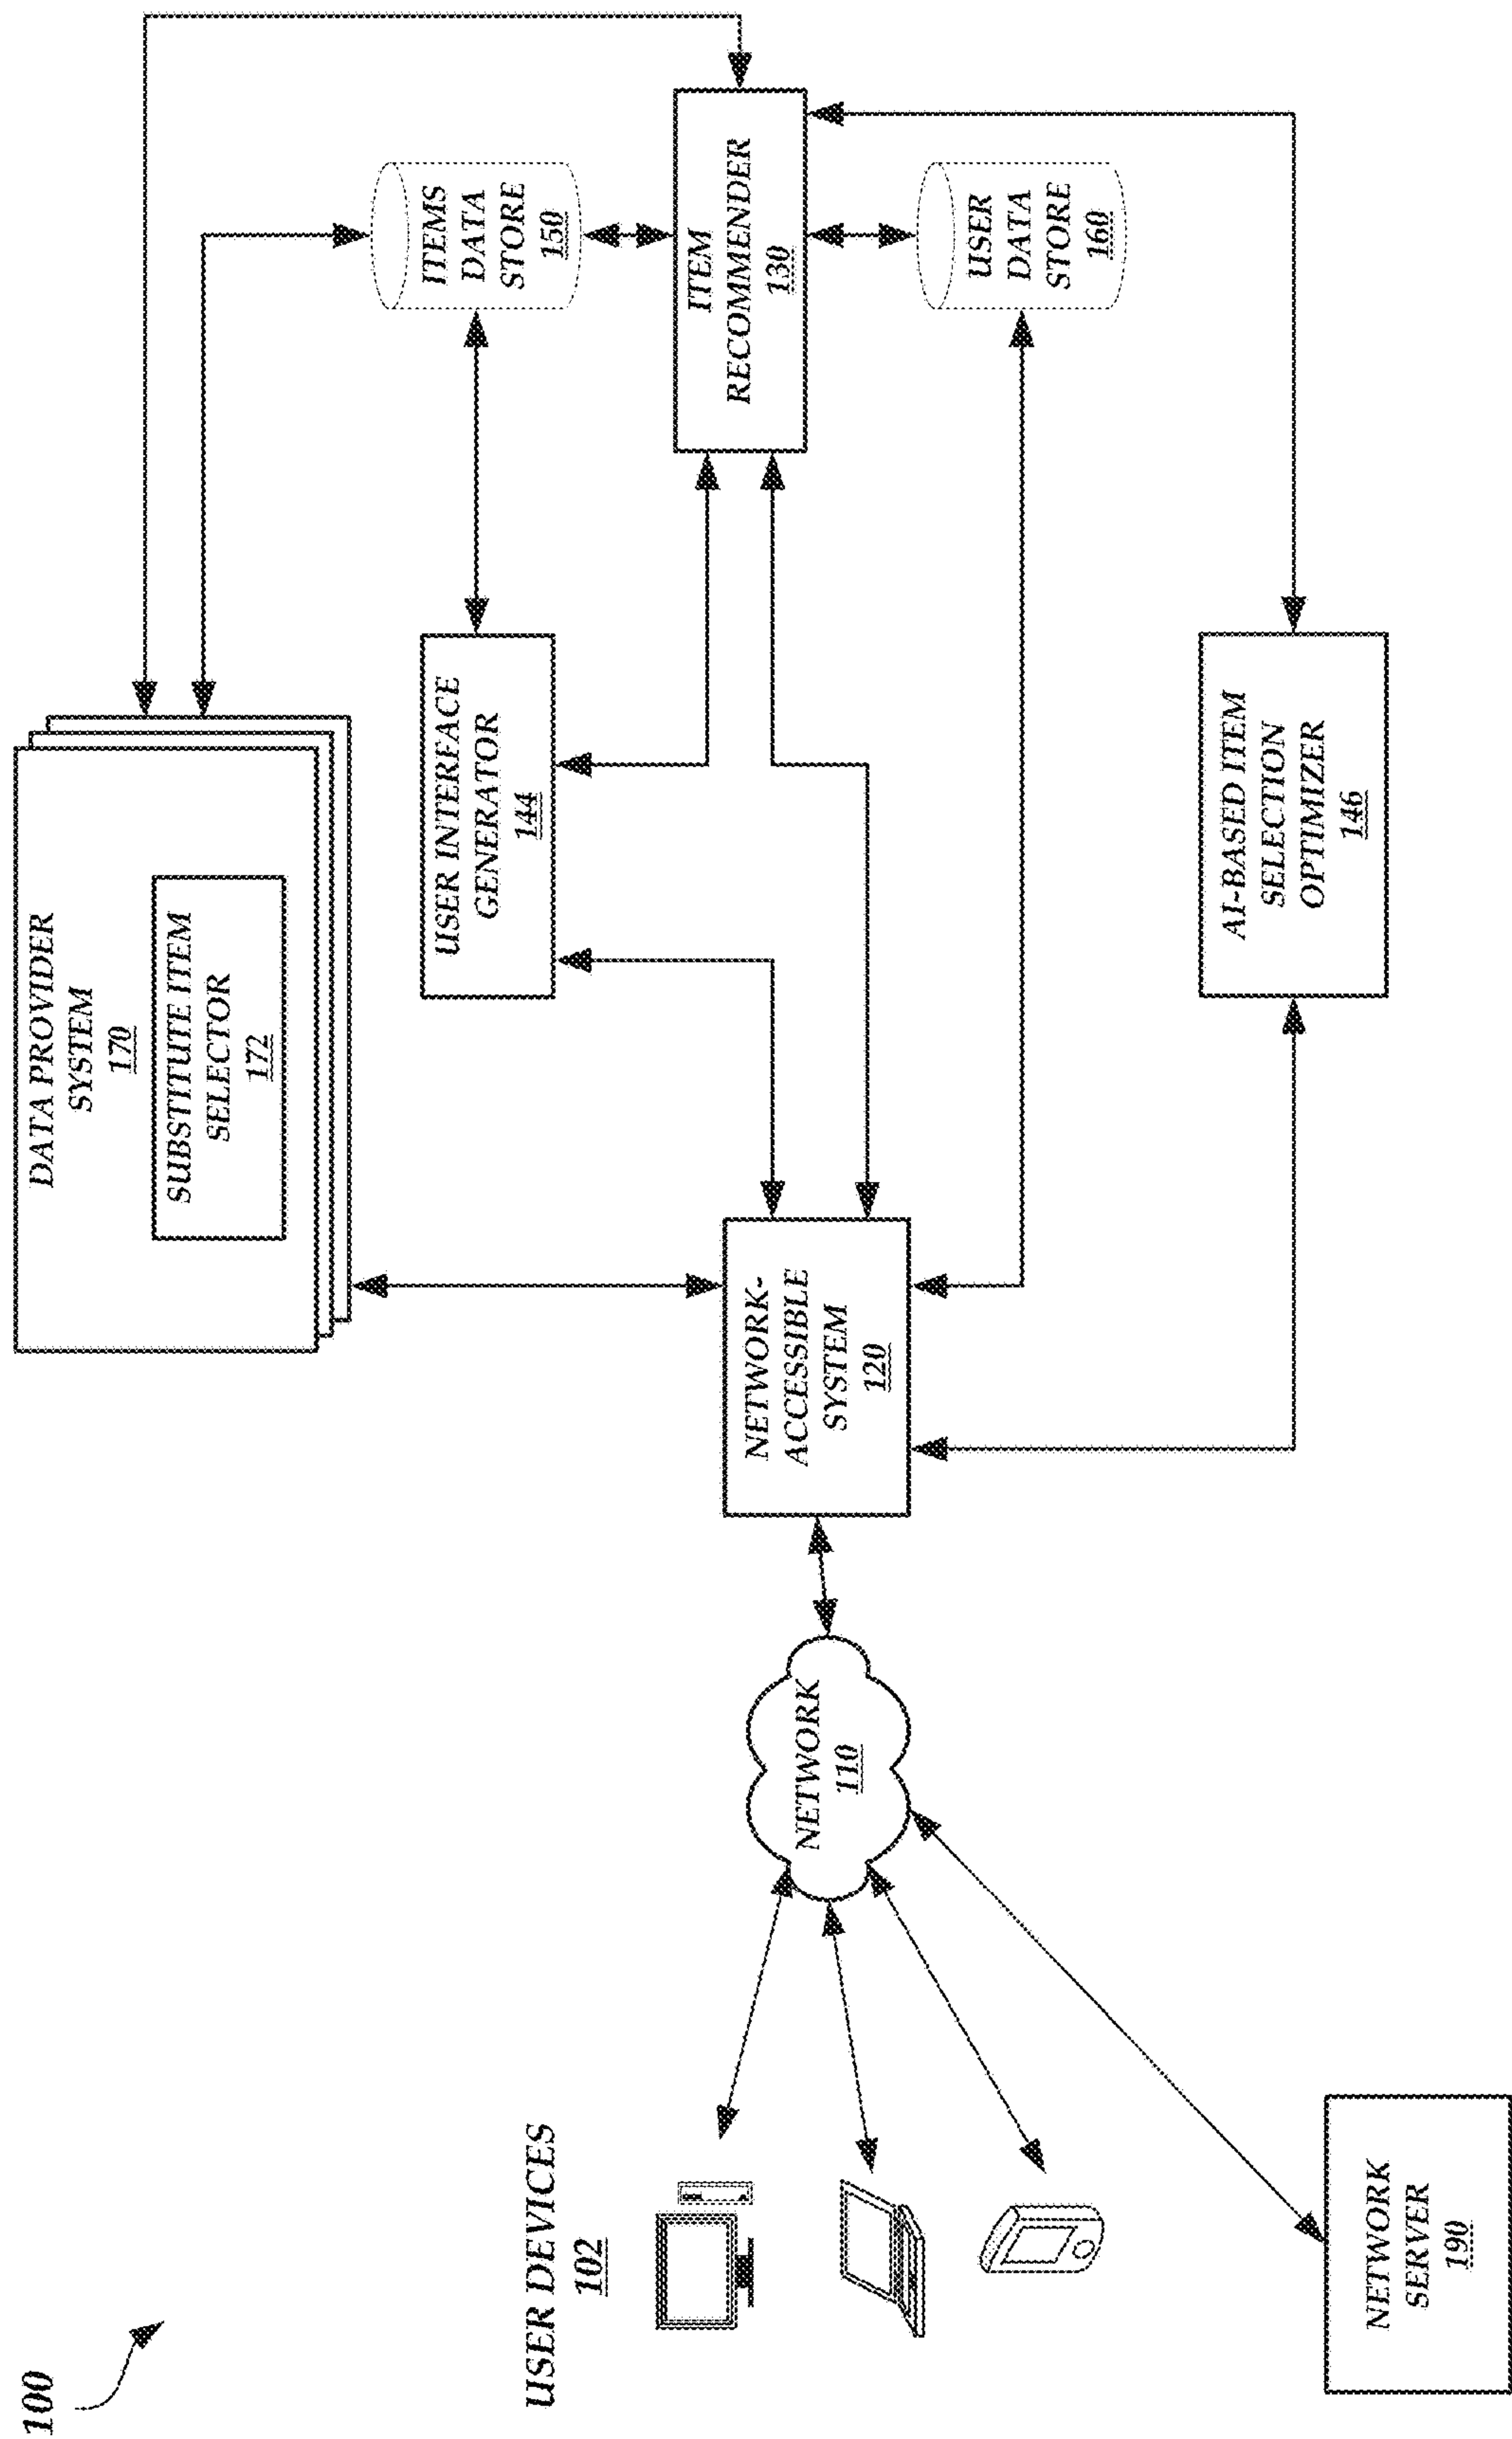 100
USER DEVICES
102
NETWORK
SERVER
190
NETWORK
110
NETWORK-
ACCESSIBLE
SYSTEM
120
DATA PROVIDER
SYSTEM
170
SUBSTITUTE ITEM
SELECTOR
172
USER INTERFACE
GENERATOR
144
AI-BASED ITEM
SELECTION
OPTIMIZER
146
ITEMS
DATA
STORE
150
ITEM
RECOMMENDER
130
USER
DATA
STORE
160